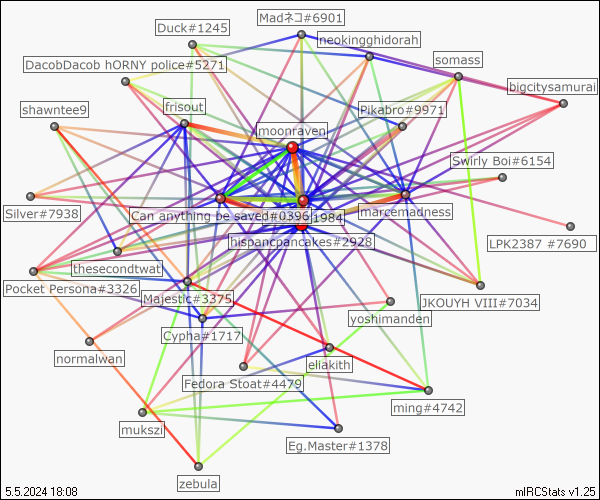 Madネコ#6901
Duck#1245
neokingghidorah
DacobDacob hORNY police#5271
somass
bigcitysamurai
shawntee9
frisout
Pikabro#9971
moonraven
Swirly Boi#6154
Silver#7938
Can anything be saved#0396
1984
marcemadness
hispancpancakes#2928
LPK2387 #7690
thesecondtwat
Pocket Persona#3326
Majestic#3375
JKOUYH VIII#7034
yoshimanden
Cypha#1717
normalwan
eliakith
Fedora Stoat#4479
ming#4742
mukszi
Eg.Master#1378
zebula
5.5.2024 18:08
mIRCStats v1.25